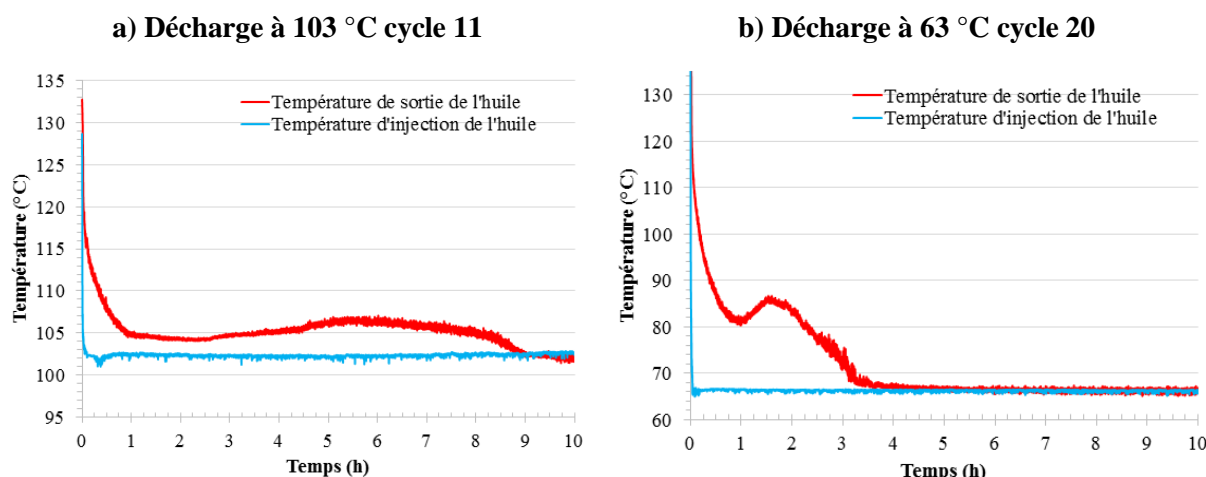 a) Décharge à 103 °C cycle 11
135
130
125
120
115
110
105
100
95
Température (°C)
Température de sortie de l'huile
Température d'injection de l'huile
0 1 2 3 4 5 6 7 8 9 10
Temps (h)
b) Décharge à 63 °C cycle 20
130
120
110
100
90
80
70
60
Température (°C)
Température de sortie de l'huile
Température d'injection de l'huile
0 1 2 3 4 5 6 7 8 9 10
Temps (h)